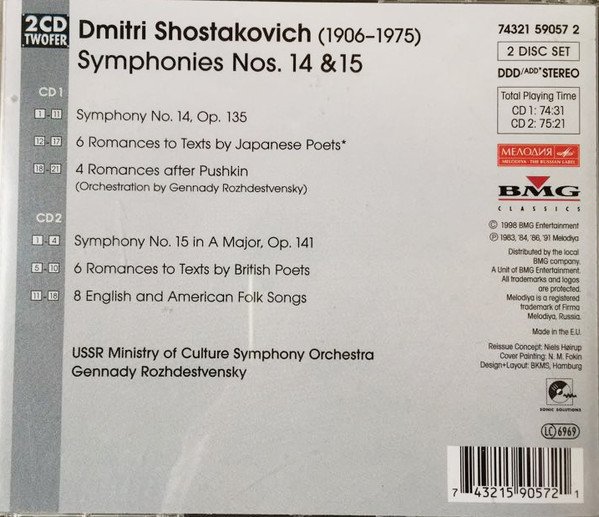 2CD
TWOFER
Dmitri Shostakovich (1906–1975)
Symphonies Nos. 14 & 15
CD 1
1 - 11 Symphony No. 14, Op. 135
12 - 17 6 Romances to Texts by Japanese Poets*
18 - 21 4 Romances after Pushkin
(Orchestration by Gennady Rozhdestvensky)
CD 2
1 - 4 Symphony No. 15 in A Major, Op. 141
5 - 10 6 Romances to Texts by British Poets
11 - 18 8 English and American Folk Songs
USSR Ministry of Culture Symphony Orchestra
Gennady Rozhdestvensky
74321 59057 2
2 DISC SET
DDD/ADD* STEREO
Total Playing Time
CD 1: 74:31
CD 2: 75:21
МЕЛОДИЯ
MELODIYA · THE RUSSIAN LABEL
BMG
CLASSICS
© 1998 BMG Entertainment
℗ 1983, '84, '86, '91 Melodiya
Distributed by the local
BMG company.
A Unit of BMG Entertainment.
All trademarks and logos
are protected.
Melodiya is a registered
trademark of Firma
Melodiya, Russia.
Made in the E.U.
Reissue Concept: Niels Høirup
Cover Painting: N. M. Fokin
Design+Layout: BKMS, Hamburg
SONIC SOLUTIONS
LC 6969
7 43215 90572 1